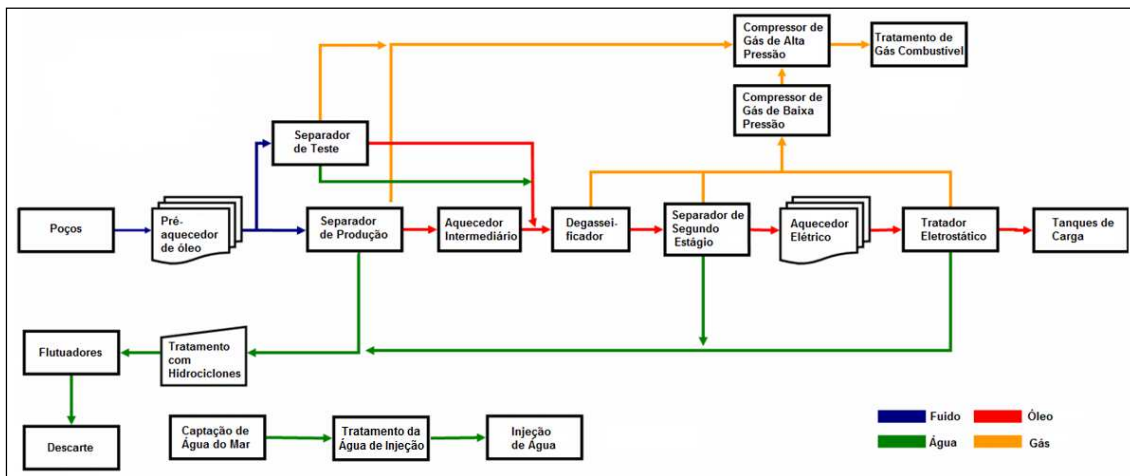 Compressor de
Gás de Alta
Pressão
Tratamento de
Gás Combustível
Compressor de
Gás de Baixa
Pressão
Separador
de Teste
Poços
Pré-
aquecedor
de óleo
Separador
de Produção
Aquecedor
Intermediário
Degassei-
ficador
Separador de
Segundo
Estágio
Aquecedor
Elétrico
Tratador
Eletrostático
Tanques de
Carga
Flutuadores
Tratamento
com
Hidrociclones
Descarte
Captação de
Água do Mar
Tratamento da
Água de Injeção
Injeção
de Água
Fuido
Óleo
Água
Gás